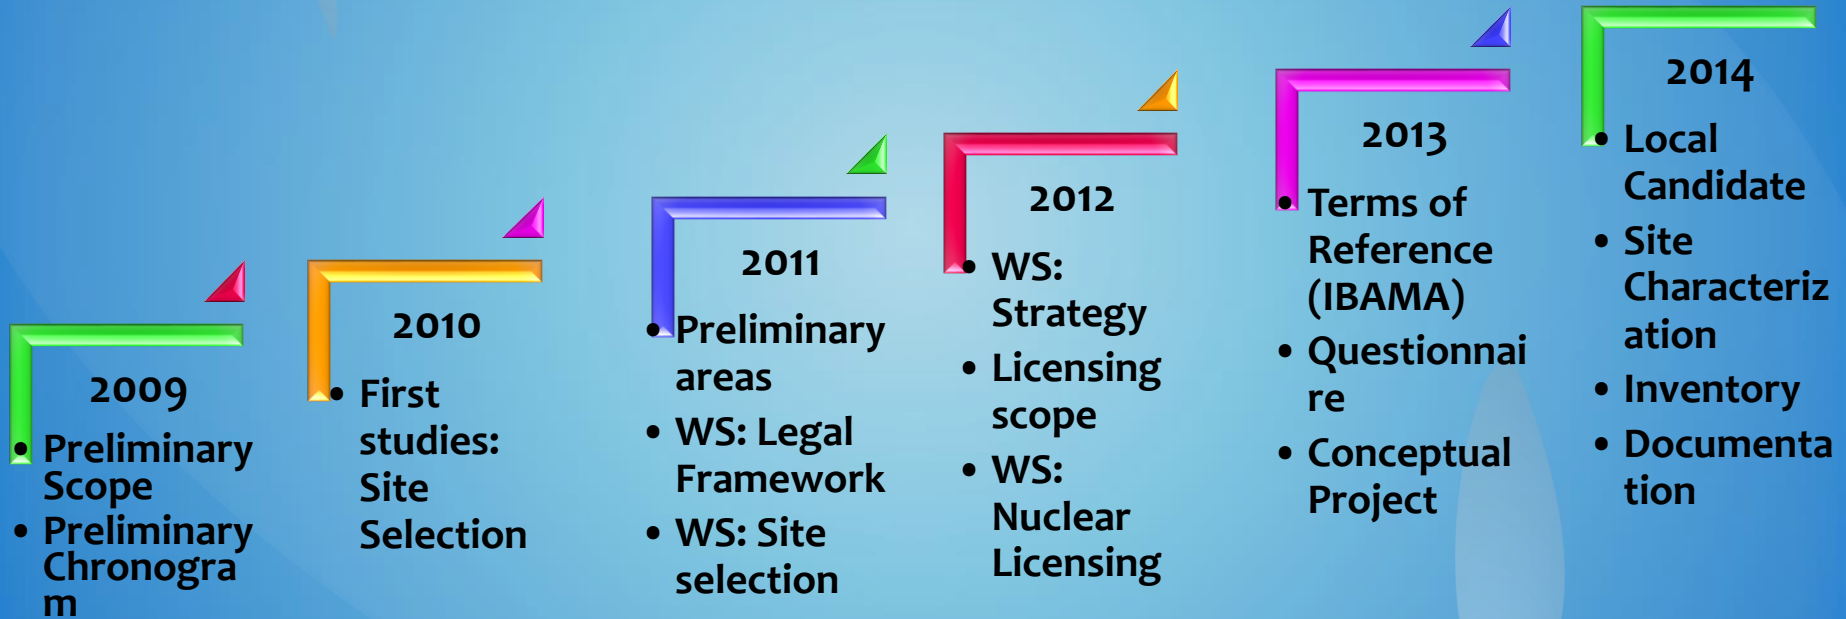 2009
• Preliminary
Scope
• Preliminary
Chronogra
m
2010
• First
studies:
Site
Selection
2011
• Preliminary
areas
• WS: Legal
Framework
• WS: Site
selection
2012
• WS:
Strategy
• Licensing
scope
• WS:
Nuclear
Licensing
2013
• Terms of
Reference
(IBAMA)
• Questionnai
re
• Conceptual
Project
2014
• Local
Candidate
• Site
Characteriz
ation
• Inventory
• Documenta
tion